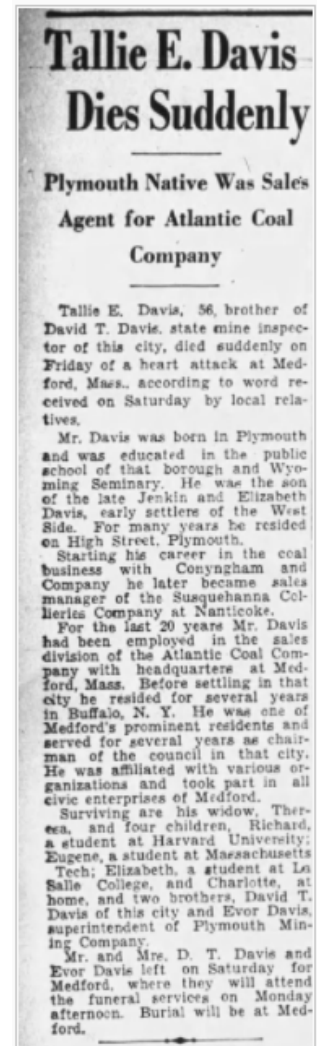 Tallie E. Davis
Dies Suddenly
Plymouth Native Was Sales
Agent for Atlantic Coal
Company
Tallie E. Davis, 56, brother of
David T. Davis, state mine inspec-
tor of this city, died suddenly on
Friday of a heart attack at Med-
ford, Mass., according to word re-
ceived on Saturday by local rela-
tives.
Mr. Davis was born in Plymouth
and was educated in the public
school of that borough and Wyo-
ming Seminary. He was the son
of the late Jenkin and Elizabeth
Davis, early settlers of the West
Side. For many years he resided
on High Street, Plymouth.
Starting his career in the coal
business with Conyngham and
Company he later became sales
manager of the Susquehanna Col-
lieries Company at Nanticoke.
For the last 20 years Mr. Davis
had been employed in the sales
division of the Atlantic Coal Com-
pany with headquarters at Med-
ford, Mass. Before settling in that
city he resided for several years
in Buffalo, N. Y. He was one of
Medford's prominent residents and
served for several years as chair-
man of the council in that city.
He was affiliated with various or-
ganizations and took part in all
civic enterprises of Medford.
Surviving are his widow, Ther-
esa, and four children, Richard,
a student at Harvard University;
Eugene, a student at Massachusetts
Tech; Elizabeth, a student at La
Salle College, and Charlotte, at
home, and two brothers, David T.
Davis of this city and Evor Davis,
superintendent of Plymouth Min-
ing Company.
Mr. and Mrs. D. T. Davis and
Evor Davis left on Saturday for
Medford, where they will attend
the funeral services on Monday
afternoon. Burial will be at Med-
ford.